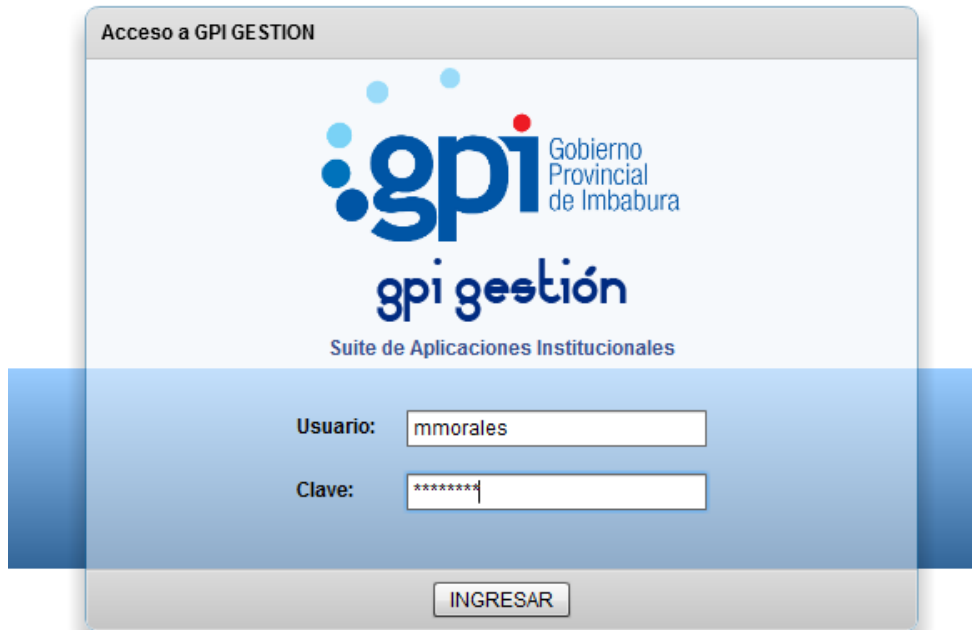 Acceso a GPI GESTION
gpi
Gobierno
Provincial
de Imbabura
gpi gestión
Suite de Aplicaciones Institucionales
Usuario: mmorales
Clave: ********
INGRESAR